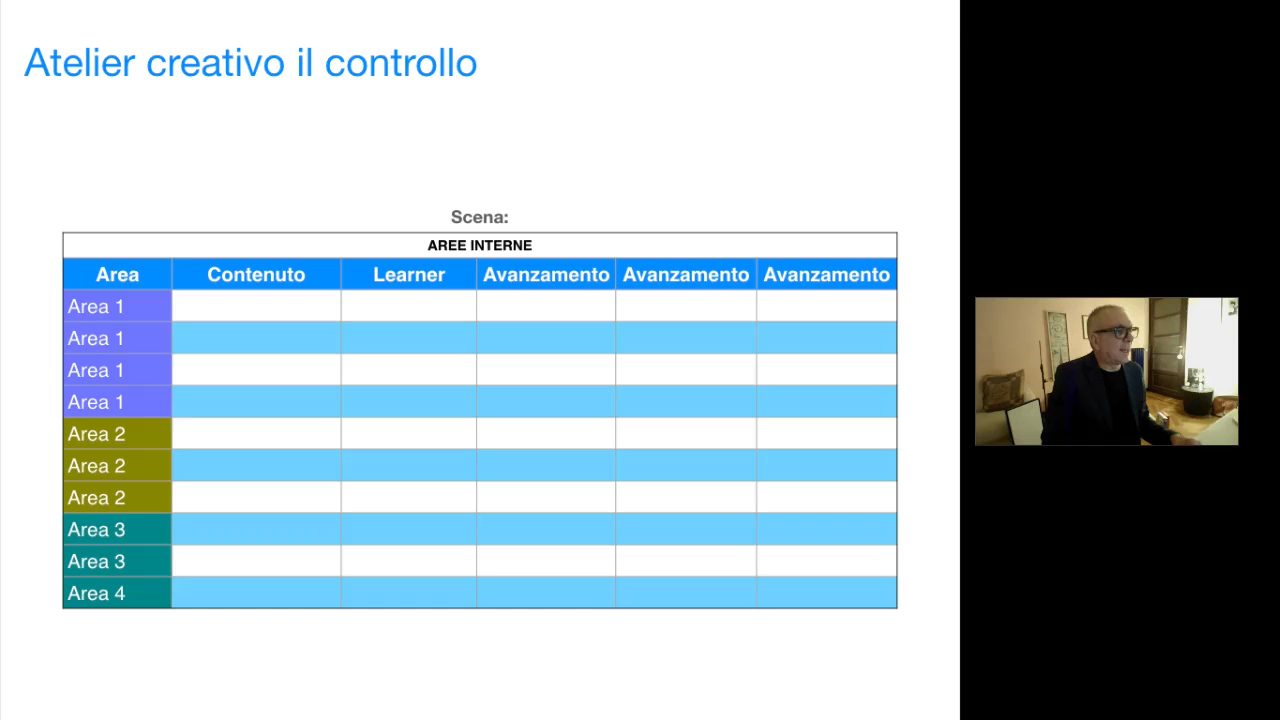 Atelier creativo il controllo
Scena:
AREE INTERNE
Area Contenuto Learner Avanzamento Avanzamento Avanzamento
Area 1
Area 1
Area 1
Area 1
Area 2
Area 2
Area 2
Area 3
Area 3
Area 4